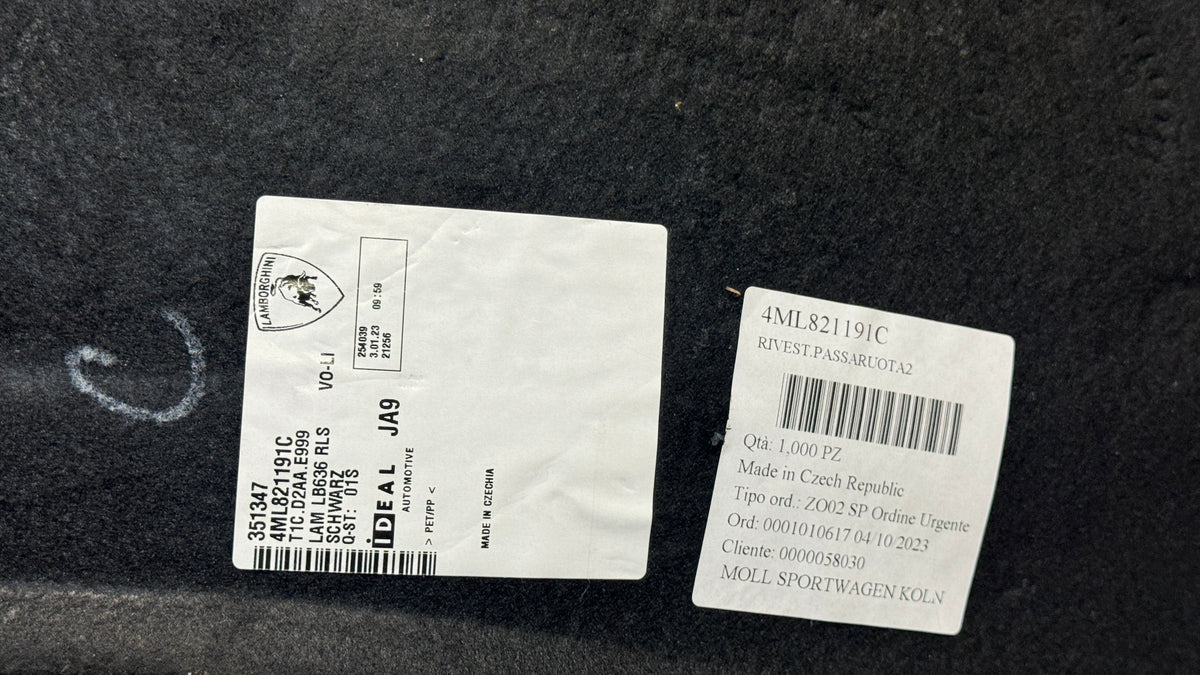 C
LAMBORGHINI
351347
4ML821191C
T1C.D2AA.E999
LAM LB636 RLS
SCHWARZ
Q-ST: 01S
VO-LI
254039
3.01.23 09:59
21256
iDEAL JA9
AUTOMOTIVE
> PET/PP <
MADE IN CZECHIA
4ML821191C
RIVEST.PASSARUOTA2
Qtà: 1,000 PZ
Made in Czech Republic
Tipo ord.: ZO02 SP Ordine Urgente
Ord: 0001010617 04/10/2023
Cliente: 0000058030
MOLL SPORTWAGEN KOLN